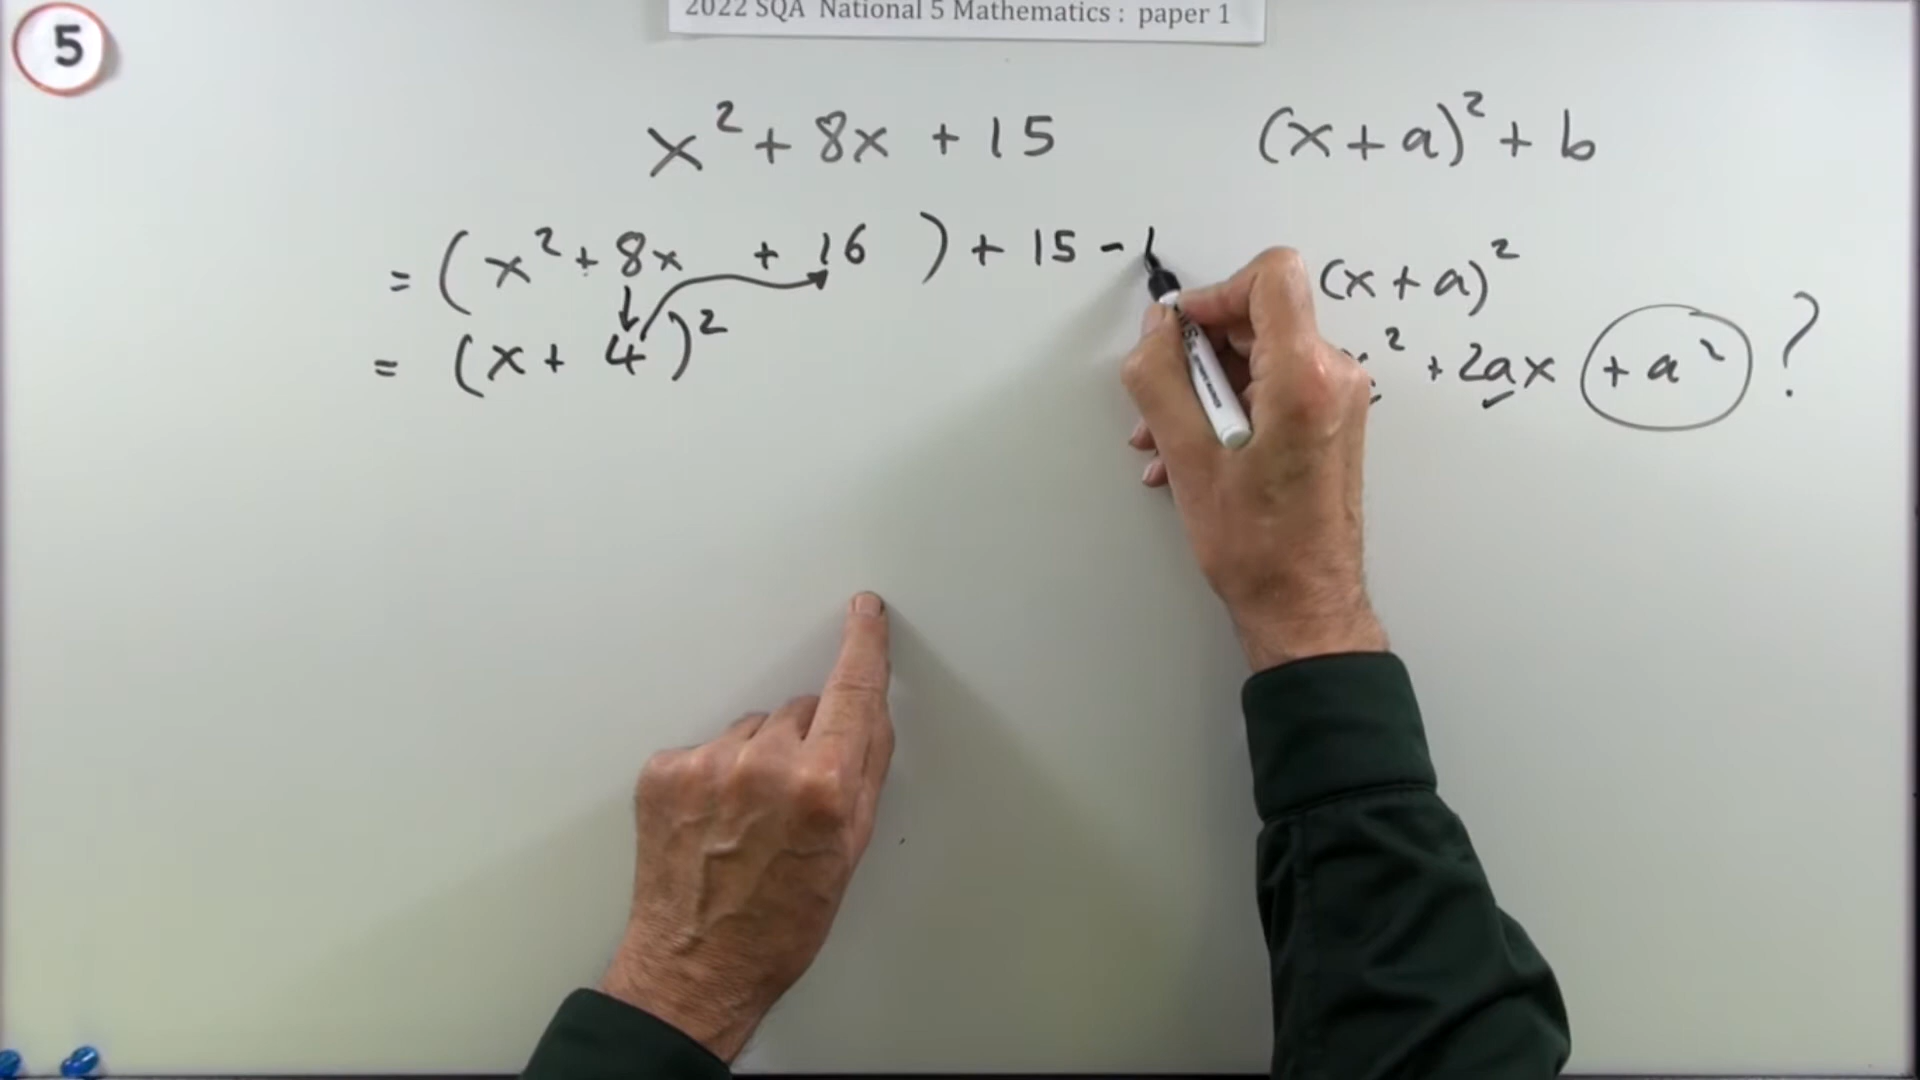 2022 SQA National 5 Mathematics : paper 1
5
x² + 8x + 15
(x + a)² + b
= (x² + 8x + 16 ) + 15 - 1
(x + a)²
= (x + 4)²
x² + 2ax + a² ?